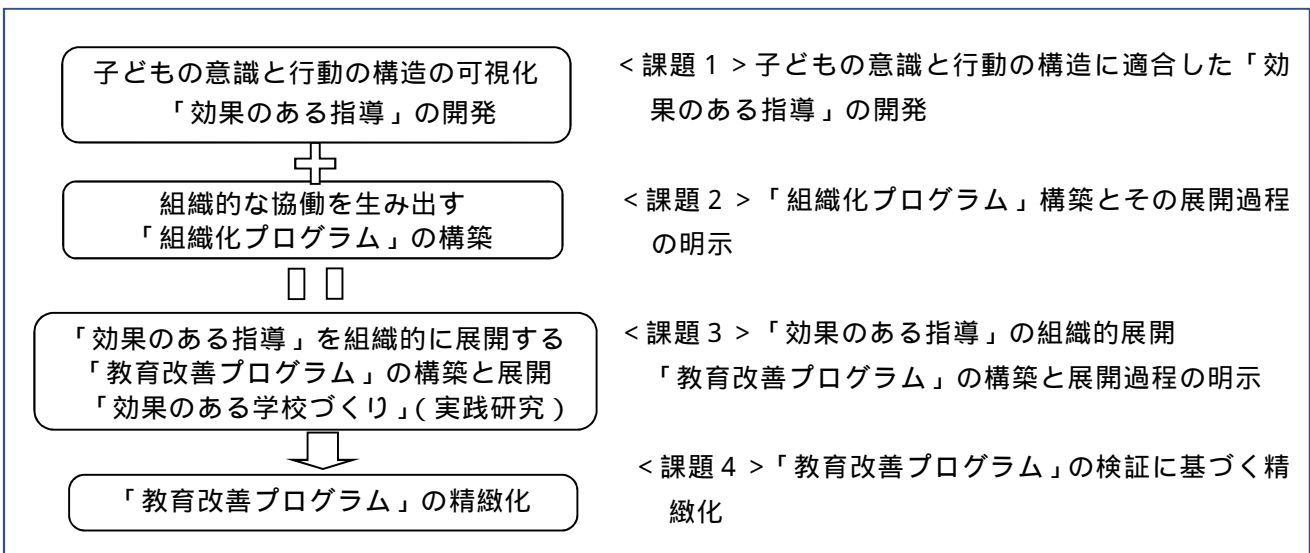 子どもの意識と行動の構造の可視化
「効果のある指導」の開発
<課題1>子どもの意識と行動の構造に適合した「効
果のある指導」の開発
組織的な協働を生み出す
「組織化プログラム」の構築
<課題2>「組織化プログラム」構築とその展開過程
の明示
「効果のある指導」を組織的に展開する
「教育改善プログラム」の構築と展開
「効果のある学校づくり」(実践研究)
<課題3>「効果のある指導」の組織的展開
「教育改善プログラム」の構築と展開過程の明示
「教育改善プログラム」の精緻化
<課題4>「教育改善プログラム」の検証に基づく精
緻化